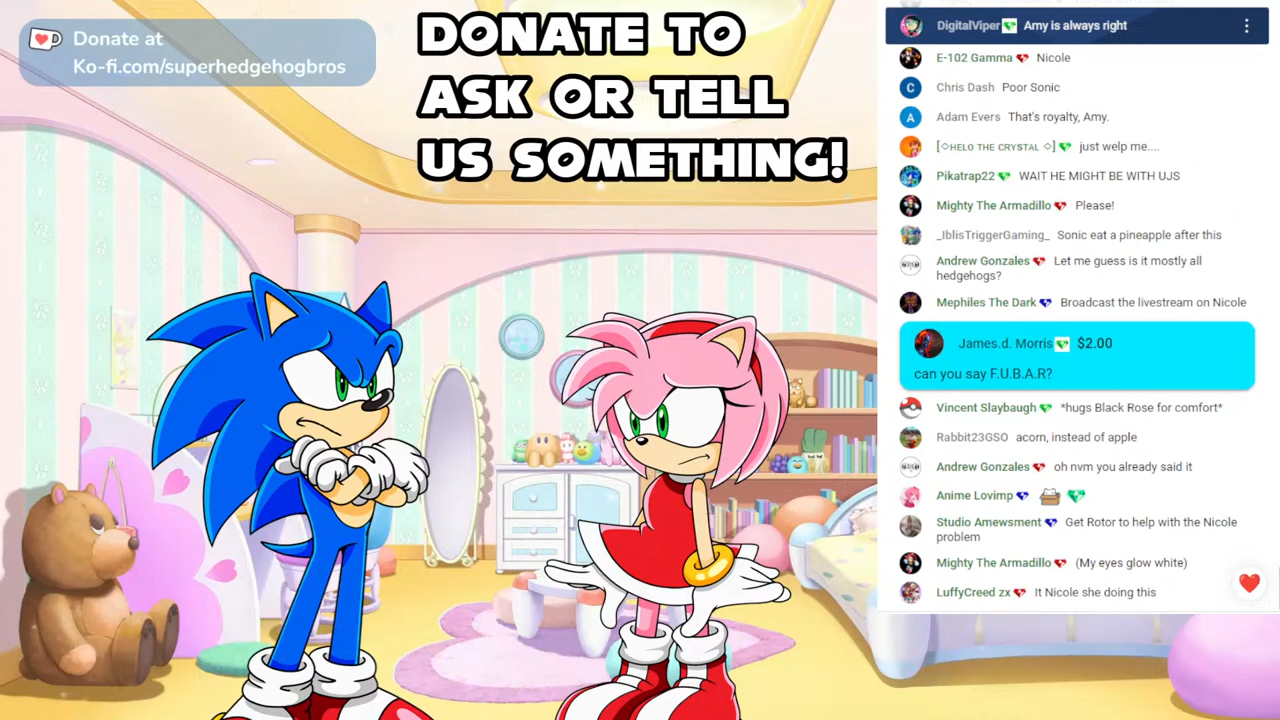 Donate at
Ko-fi.com/superhedgehogbros
DONATE TO
ASK OR TELL
US SOMETHING!
DigitalViper Amy is always right
E-102 Gamma Nicole
Chris Dash Poor Sonic
Adam Evers That's royalty, Amy.
[◇ʜᴇʟᴏ ᴛʜᴇ ᴄʀʏsᴛᴀʟ ◇] just welp me....
Pikatrap22 WAIT HE MIGHT BE WITH UJS
Mighty The Armadillo Please!
_IblisTriggerGaming_ Sonic eat a pineapple after this
Andrew Gonzales Let me guess is it mostly all
hedgehogs?
Mephiles The Dark Broadcast the livestream on Nicole
James.d. Morris $2.00
can you say F.U.B.A.R?
Vincent Slaybaugh *hugs Black Rose for comfort*
Rabbit23GSO acorn, instead of apple
Andrew Gonzales oh nvm you already said it
Anime Lovimp
Studio Amewsment Get Rotor to help with the Nicole
problem
Mighty The Armadillo (My eyes glow white)
LuffyCreed zx It Nicole she doing this